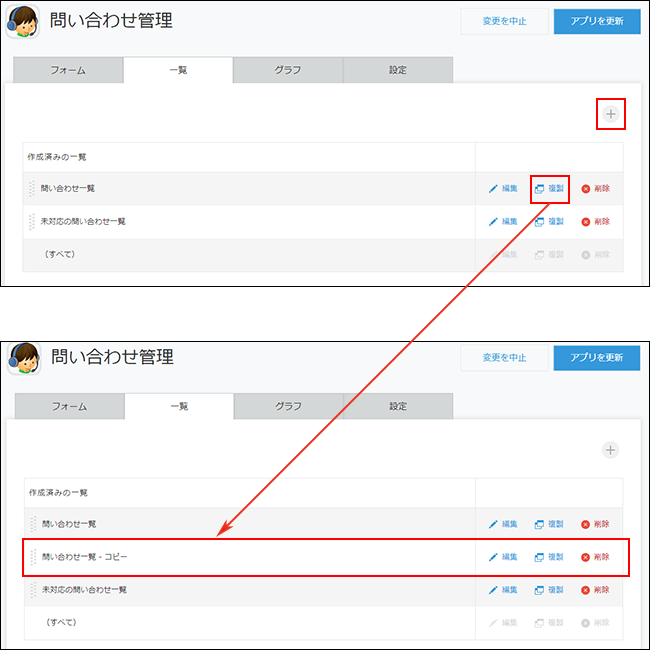 問い合わせ管理
変更を中止
アプリを更新
フォーム
一覧
グラフ
設定
作成済みの一覧
問い合わせ一覧 編集 複製 削除
未対応の問い合わせ一覧 編集 複製 削除
（すべて） 編集 複製 削除
問い合わせ管理
変更を中止
アプリを更新
フォーム
一覧
グラフ
設定
作成済みの一覧
問い合わせ一覧 編集 複製 削除
問い合わせ一覧 - コピー 編集 複製 削除
未対応の問い合わせ一覧 編集 複製 削除
（すべて） 編集 複製 削除